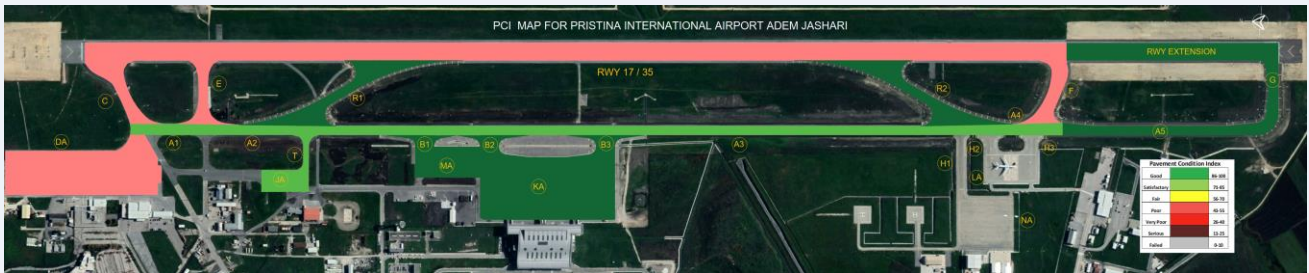 PCI MAP FOR PRISTINA INTERNATIONAL AIRPORT ADEM JASHARI
RWY EXTENSION
RWY 17 / 35
E
C
R1
R2
F
G
A4
DA
A1
A2
T
JA
B1
B2
B3
MA
KA
A3
H1
H2
H3
LA
NA
A5
H
H
Pavement Condition Index
Good 86-100
Satisfactory 71-85
Fair 56-70
Poor 41-55
Very Poor 26-40
Serious 11-25
Failed 0-10